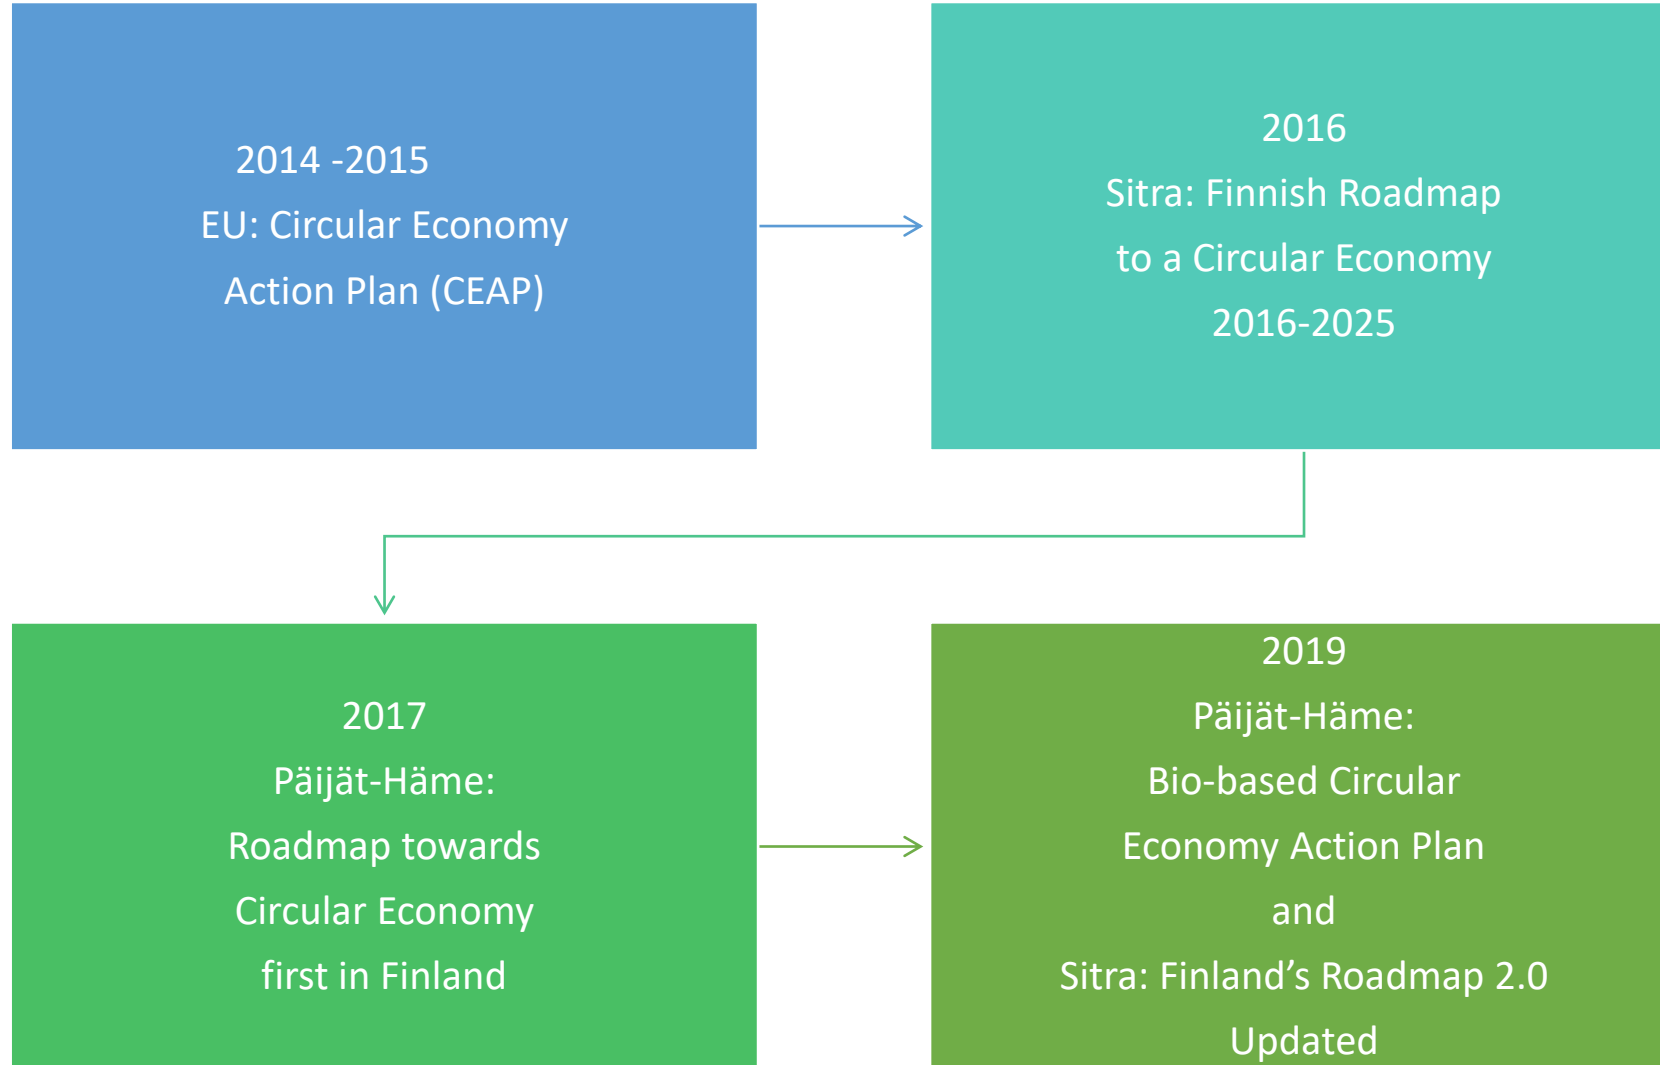 2014 -2015
EU: Circular Economy
Action Plan (CEAP)
2016
Sitra: Finnish Roadmap
to a Circular Economy
2016-2025
2017
Päijät-Häme:
Roadmap towards
Circular Economy
first in Finland
2019
Päijät-Häme:
Bio-based Circular
Economy Action Plan
and
Sitra: Finland’s Roadmap 2.0
Updated